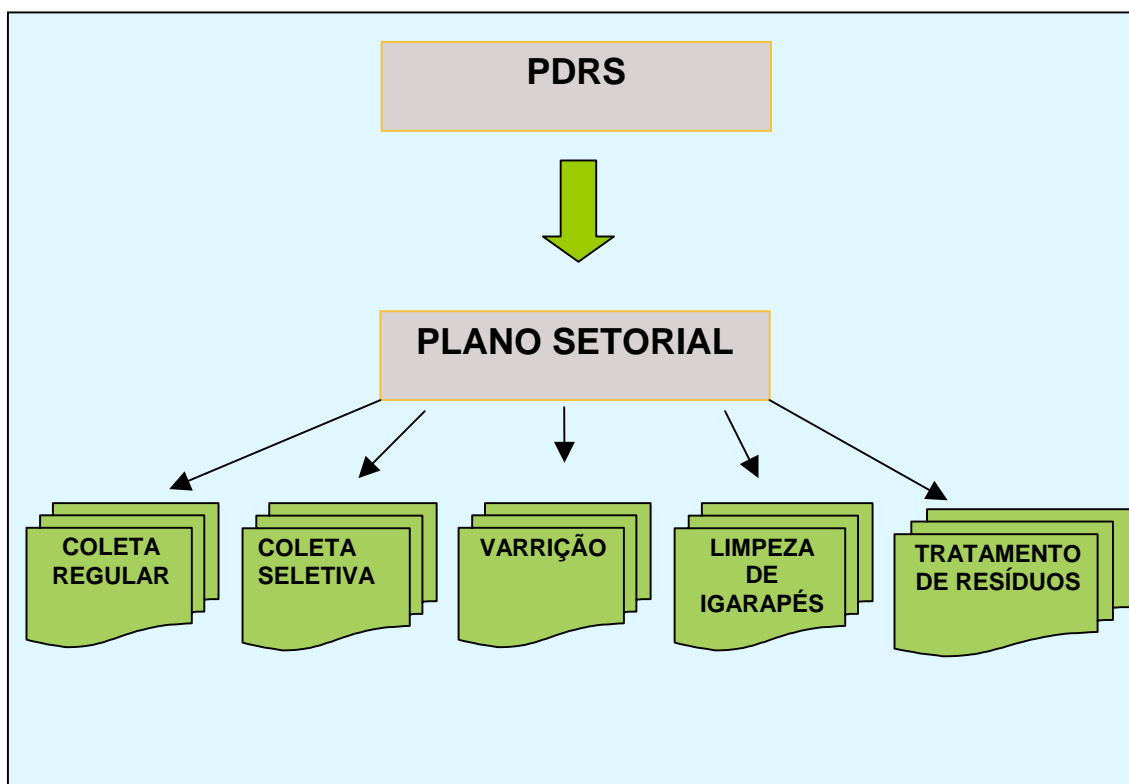 PDRS
PLANO SETORIAL
COLETA
REGULAR
COLETA
SELETIVA
VARRIÇÃO
LIMPEZA
DE
IGARAPÉS
TRATAMENTO
DE RESÍDUOS